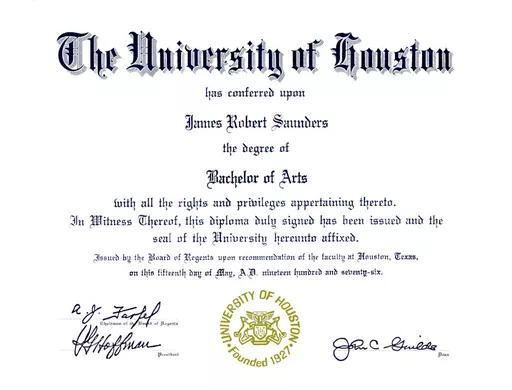 The University of Houston
has conferred upon
James Robert Saunders
the degree of
Bachelor of Arts
with all the rights and privileges appertaining thereto.
In Witness Thereof, this diploma duly signed has been issued and the
seal of the University hereunto affixed.
Issued by the Board of Regents upon recommendation of the faculty at Houston, Texas,
on this fifteenth day of May, A.D. nineteen hundred and seventy-six.
Chairman of the Board of Regents
Hoffman
President
UNIVERSITY OF HOUSTON
Founded 1927
John C.
Dean